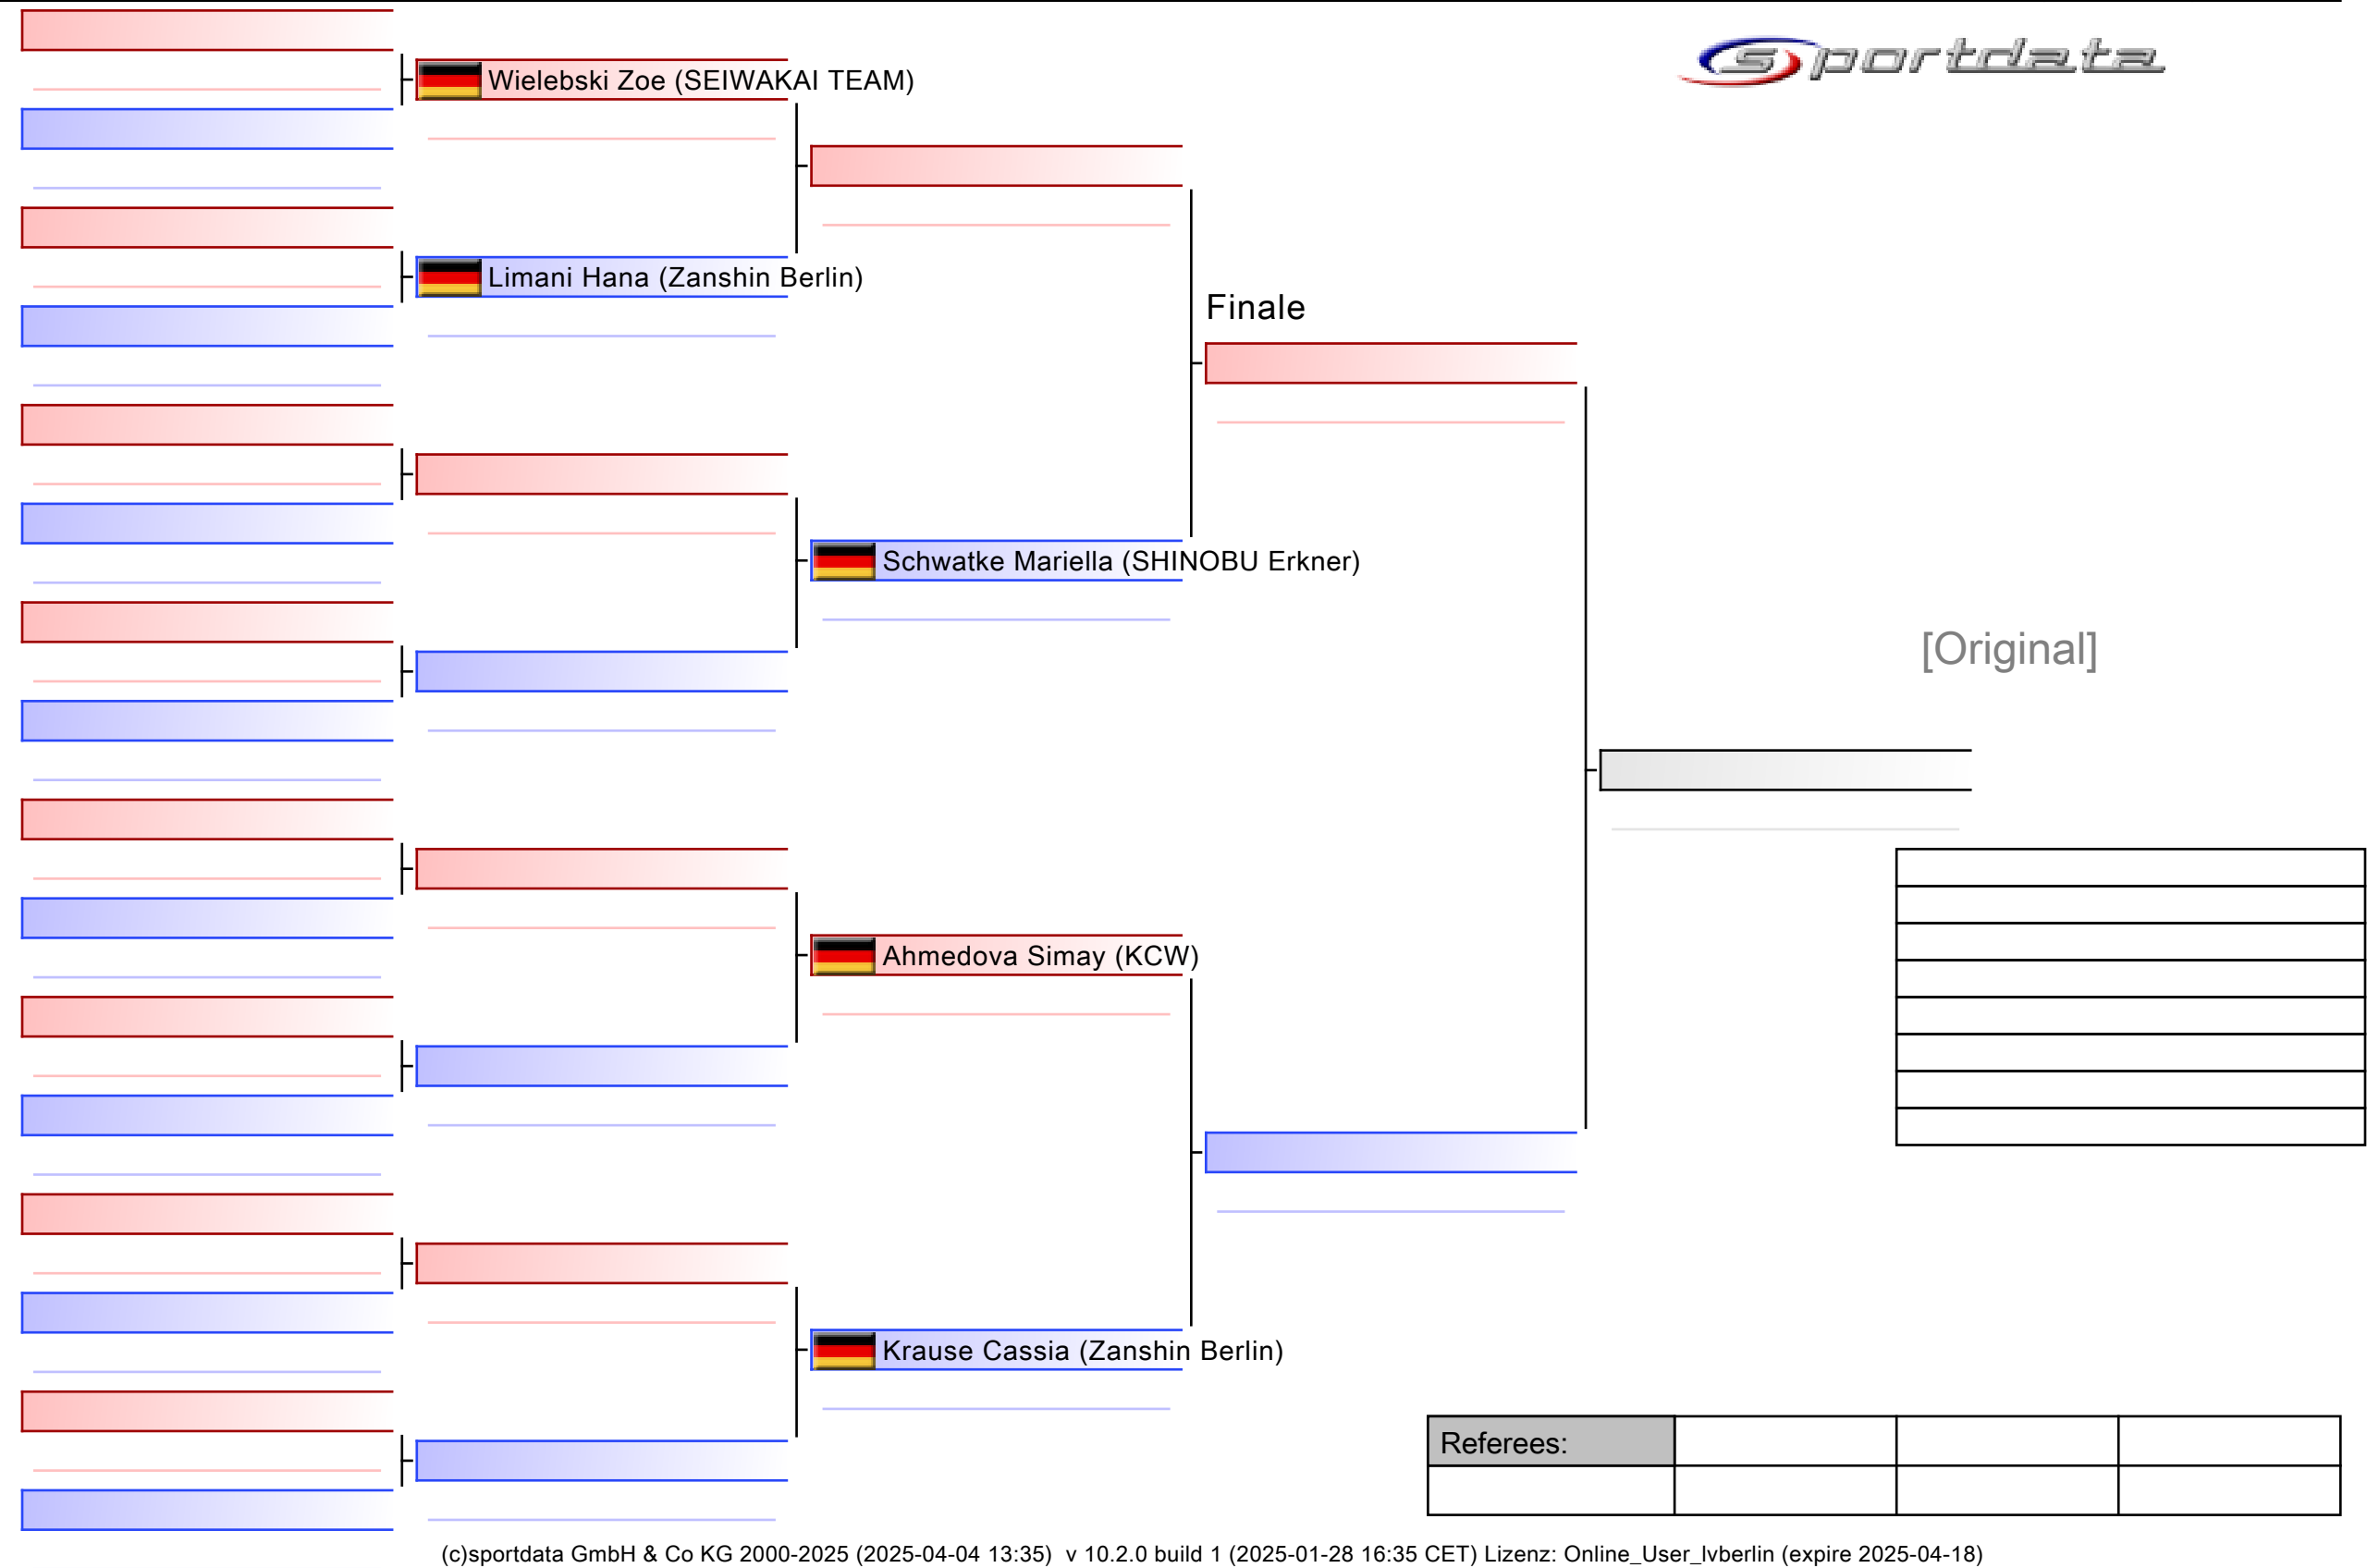 sportdata
Wielebski Zoe (SEIWAKAI TEAM)
Limani Hana (Zanshin Berlin)
Finale
Schwatke Mariella (SHINOBU Erkner)
[Original]
Ahmedova Simay (KCW)
Krause Cassia (Zanshin Berlin)
Referees:
(c)sportdata GmbH & Co KG 2000-2025 (2025-04-04 13:35) v 10.2.0 build 1 (2025-01-28 16:35 CET) Lizenz: Online_User_lvberlin (expire 2025-04-18)